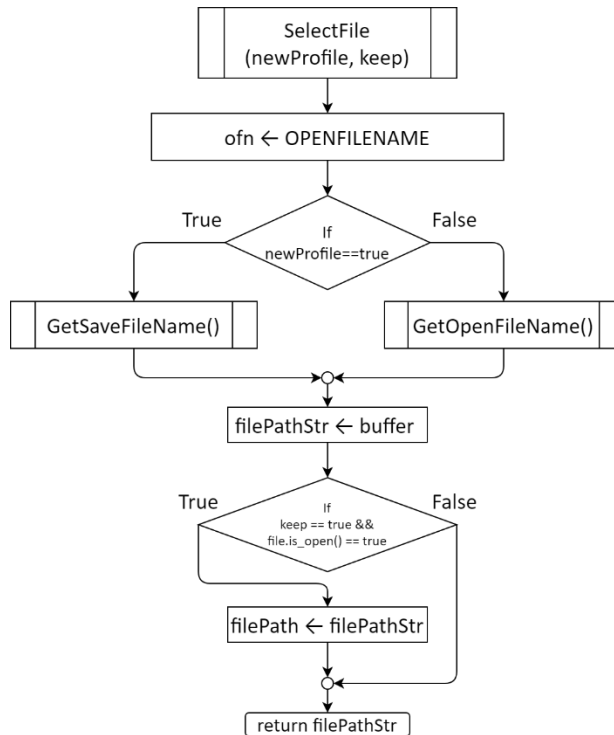 SelectFile
(newProfile, keep)
ofn ← OPENFILENAME
True
False
If
newProfile==true
GetSaveFileName()
GetOpenFileName()
filePathStr ← buffer
True
False
If
keep == true &&
file.is_open() == true
filePath ← filePathStr
return filePathStr